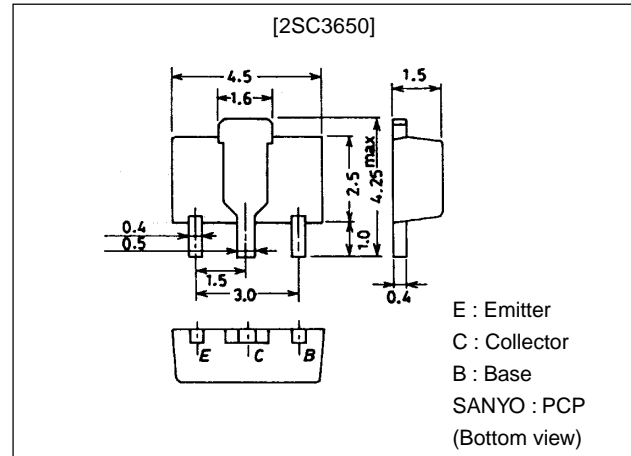 [2SC3650]
4.5
1.6
1.5
2.5
4.25max
1.0
0.4
0.5
1.5
3.0
0.4
E C B
E : Emitter
C : Collector
B : Base
SANYO : PCP
(Bottom view)